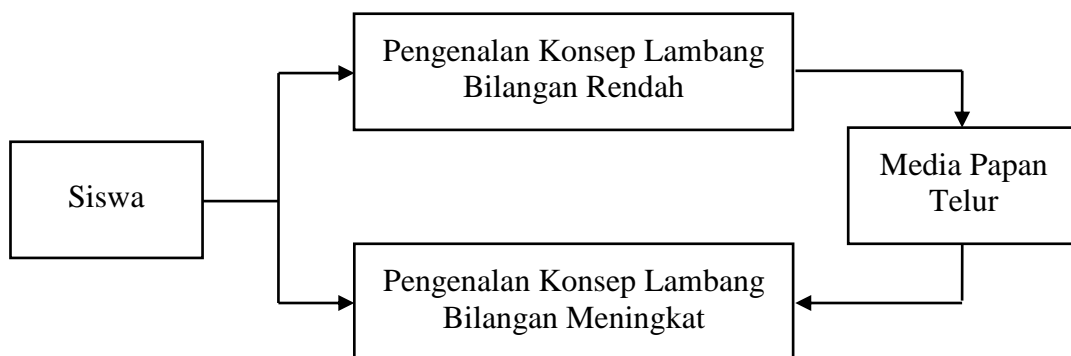 Pengenalan Konsep Lambang
Bilangan Rendah
Siswa
Media Papan
Telur
Pengenalan Konsep Lambang
Bilangan Meningkat